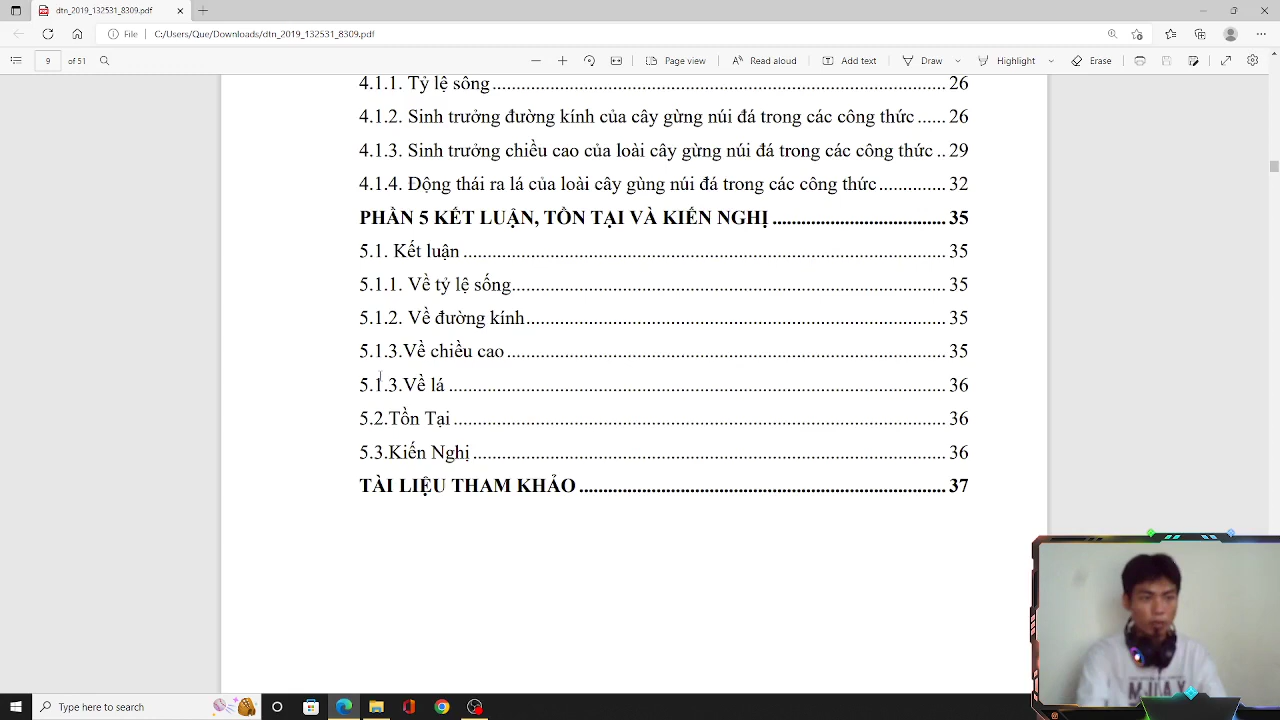 dtn_2019_132531_8309.pdf
File C:/Users/Que/Downloads/dtn_2019_132531_8309.pdf
9 of 51 Page view Read aloud Add text Draw Highlight Erase
4.1.1. Tỷ lệ sông........ 26
4.1.2. Sinh trưởng đường kính của cây gừng núi đá trong các công thức ...... 26
4.1.3. Sinh trưởng chiều cao của loài cây gừng núi đá trong các công thức .. 29
4.1.4. Động thái ra lá của loài cây gùng núi đá trong các công thức........ 32
PHẦN 5 KẾT LUẬN, TỒN TẠI VÀ KIẾN NGHỊ ........ 35
5.1. Kết luận ........ 35
5.1.1. Về tỷ lệ sống........ 35
5.1.2. Về đường kính........ 35
5.1.3.Về chiều cao ........ 35
5.1.3.Về lá ........ 36
5.2.Tồn Tại ........ 36
5.3.Kiến Nghị ........ 36
TÀI LIỆU THAM KHẢO ........ 37
Type here to search